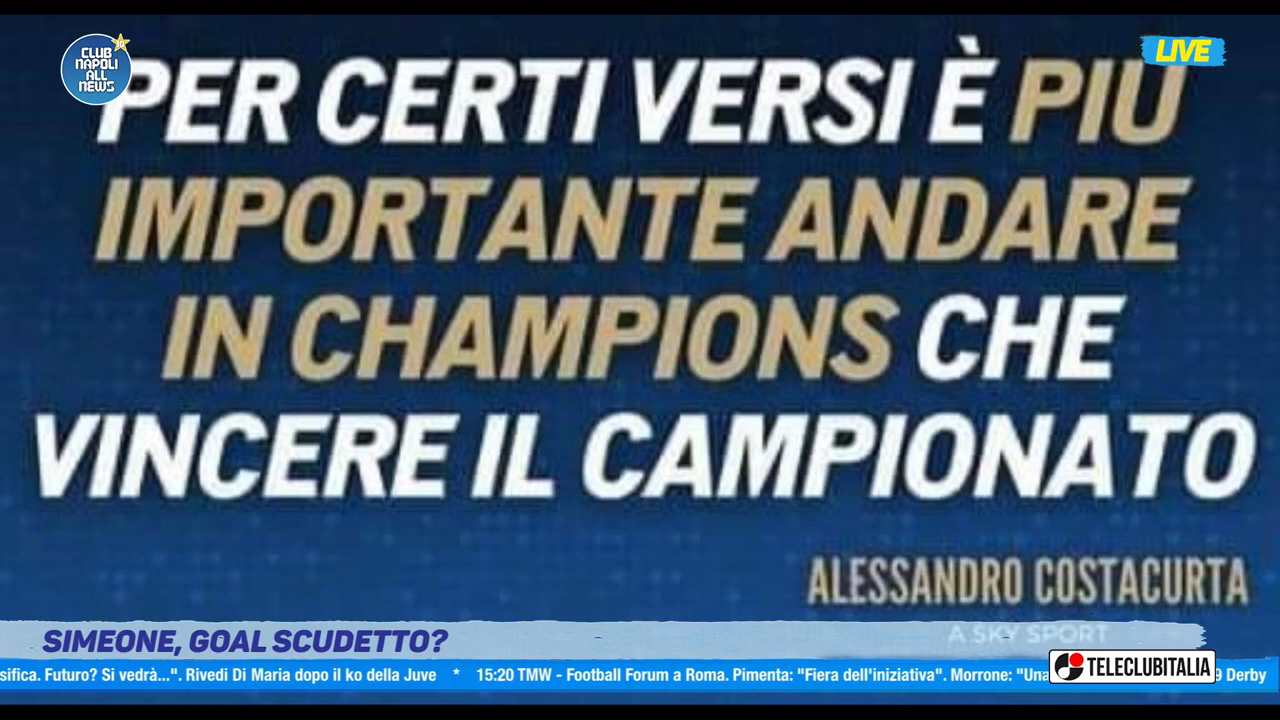 CLUB
NAPOLI
ALL
NEWS
LIVE
PER CERTI VERSI È PIÙ
IMPORTANTE ANDARE
IN CHAMPIONS CHE
VINCERE IL CAMPIONATO
ALESSANDRO COSTACURTA
A SKY SPORT
SIMEONE, GOAL SCUDETTO?
sifica. Futuro? Si vedrà...". Rivedi Di Maria dopo il ko della Juve * 15:20 TMW - Football Forum a Roma. Pimenta: "Fiera dell'iniziativa". Morrone: "Una 9 Derby
TELECLUBITALIA